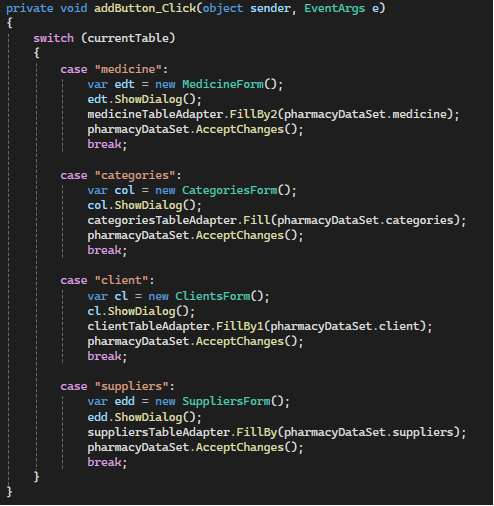 private void addButton_Click(object sender, EventArgs e)
{
    switch (currentTable)
    {
        case "medicine":
            var edt = new MedicineForm();
            edt.ShowDialog();
            medicineTableAdapter.FillBy2(pharmacyDataSet.medicine);
            pharmacyDataSet.AcceptChanges();
            break;

        case "categories":
            var col = new CategoriesForm();
            col.ShowDialog();
            categoriesTableAdapter.Fill(pharmacyDataSet.categories);
            pharmacyDataSet.AcceptChanges();
            break;

        case "client":
            var cl = new ClientsForm();
            cl.ShowDialog();
            clientTableAdapter.FillBy1(pharmacyDataSet.client);
            pharmacyDataSet.AcceptChanges();
            break;

        case "suppliers":
            var edd = new SuppliersForm();
            edd.ShowDialog();
            suppliersTableAdapter.FillBy(pharmacyDataSet.suppliers);
            pharmacyDataSet.AcceptChanges();
            break;
    }
}